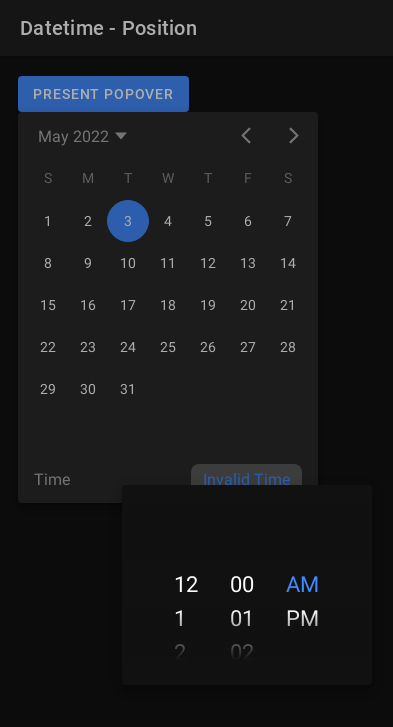 Datetime - Position
PRESENT POPOVER
May 2022
S M T W T F S
1 2 3 4 5 6 7
8 9 10 11 12 13 14
15 16 17 18 19 20 21
22 23 24 25 26 27 28
29 30 31
Time Invalid Time
12 00 AM
1 01 PM
2 02